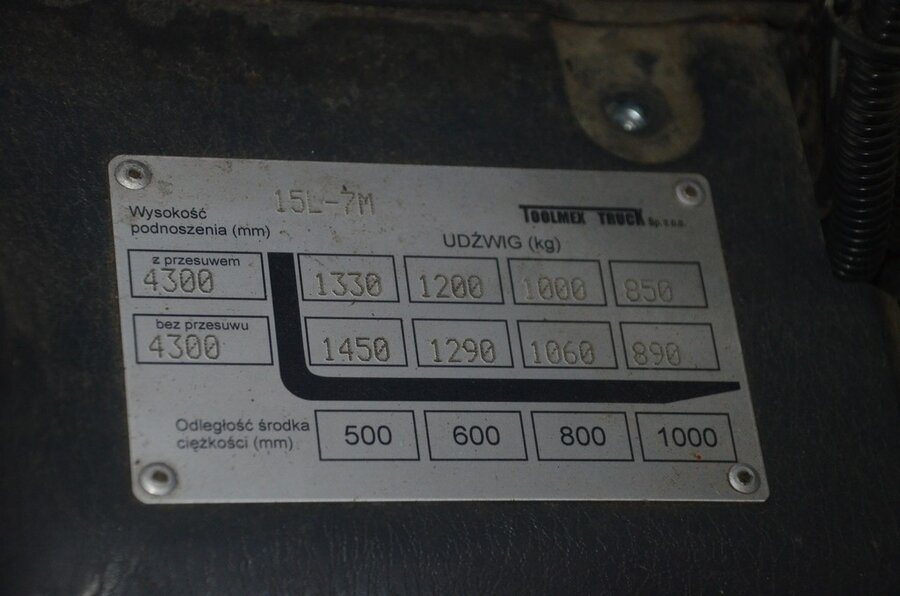 15L-7M
TOOLMEX TRUCK Sp. z o.o.
Wysokość
podnoszenia (mm)
UDŹWIG (kg)
z przesuwem
4300 1330 1200 1000 850
bez przesuwu
4300 1450 1290 1060 890
Odległość środka
ciężkości (mm)
500 600 800 1000